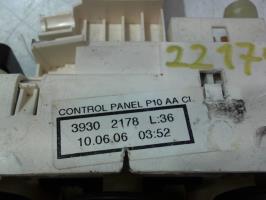 2217
CONTROL PANEL P10 AA CI
3930 2178 L:36
10.06.06 03:52